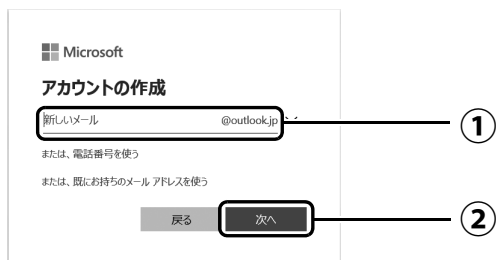 Microsoft
アカウントの作成
新しいメール @outlook.jp
①
または、電話番号を使う
または、既にお持ちのメール アドレスを使う
戻る 次へ
②